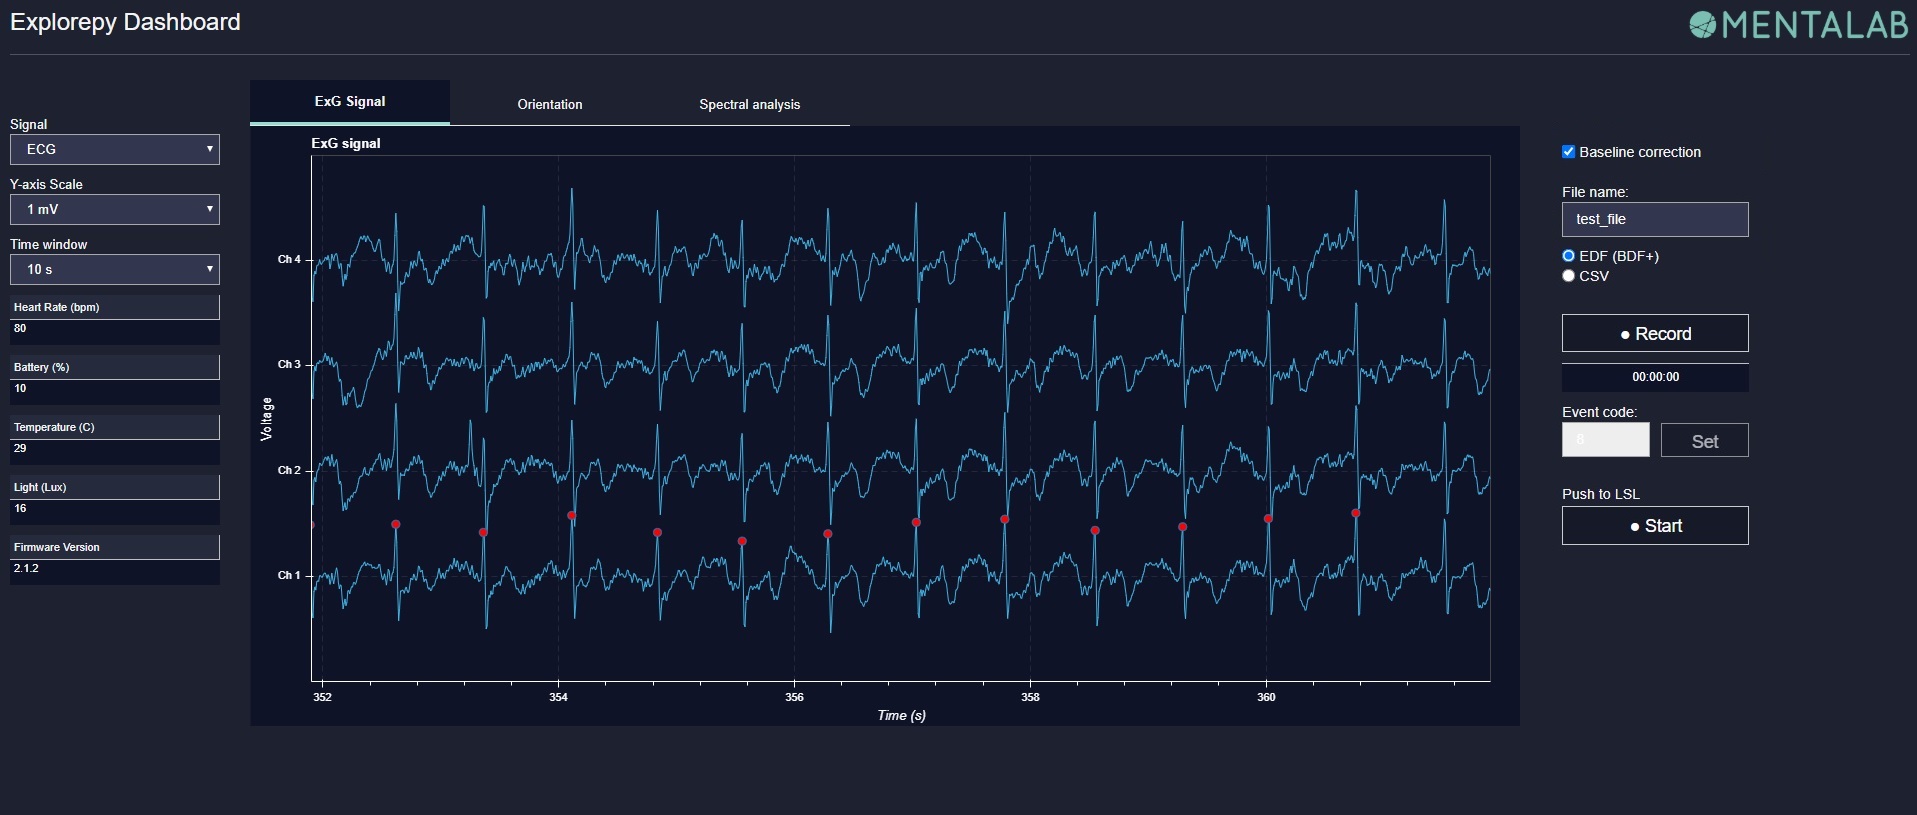 Explorepy Dashboard
MENTALAB
ExG Signal
Orientation
Spectral analysis
Signal
ECG
Y-axis Scale
1 mV
Time window
10 s
Heart Rate (bpm)
80
Battery (%)
10
Temperature (C)
29
Light (Lux)
16
Firmware Version
2.1.2
ExG signal
Voltage
Ch 4
Ch 3
Ch 2
Ch 1
352 354 356 358 360
Time (s)
Baseline correction
File name:
test_file
EDF (BDF+)
CSV
● Record
00:00:00
Event code:
8 Set
Push to LSL
● Start